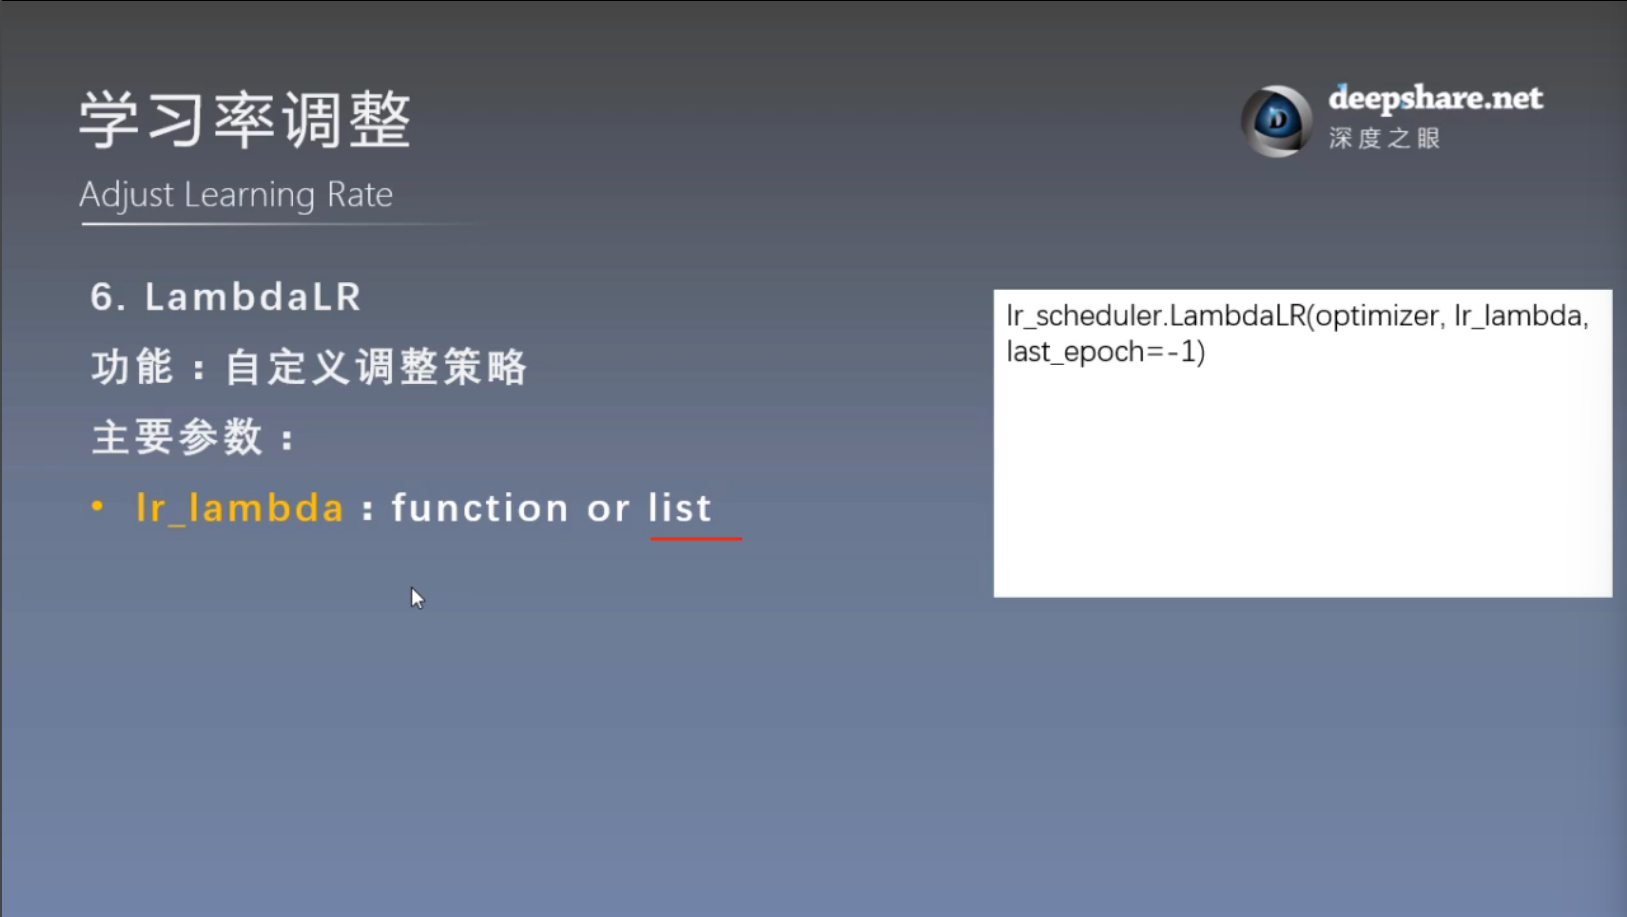 学习率调整
Adjust Learning Rate
deepshare.net
深度之眼
6. LambdaLR
功能：自定义调整策略
主要参数：
• lr_lambda：function or list
lr_scheduler.LambdaLR(optimizer, lr_lambda,
last_epoch=-1)